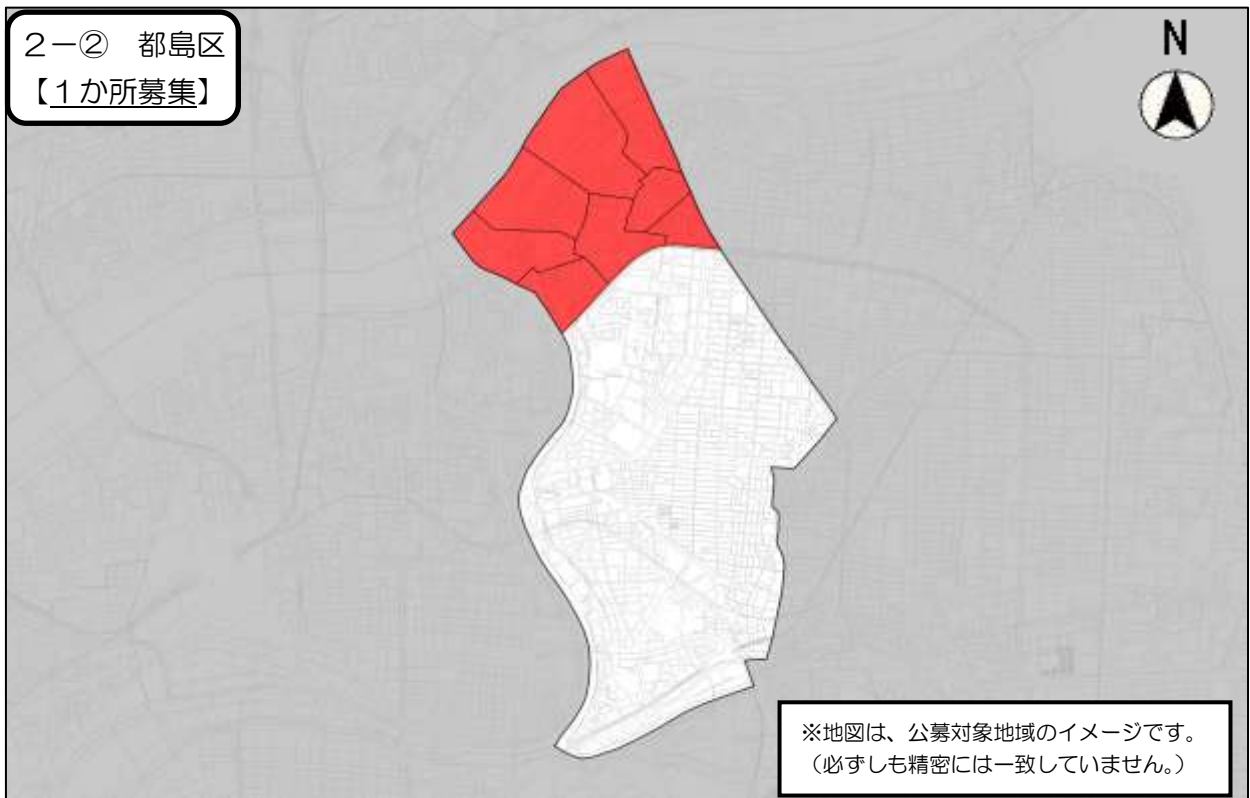 ２－② 都島区
【１か所募集】
N
※地図は、公募対象地域のイメージです。
（必ずしも精密には一致していません。）